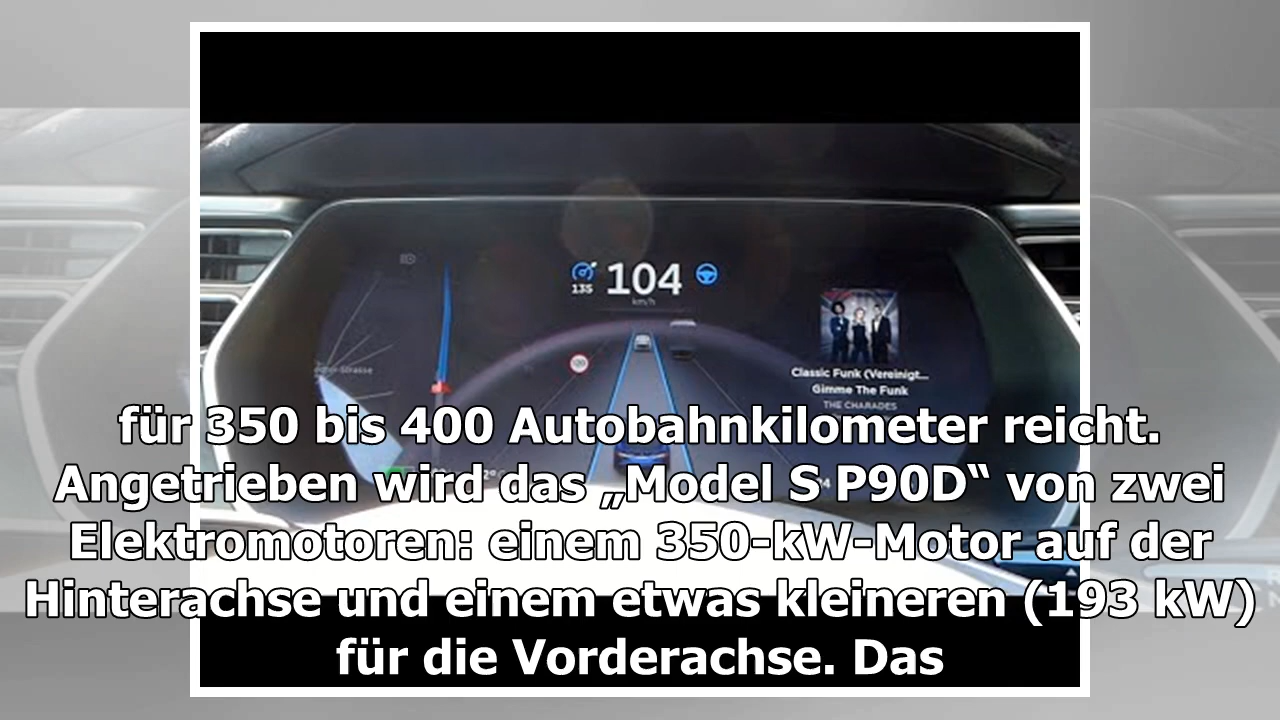 104
135
km/h
Classic Funk (Vereinigt...
Gimme The Funk
THE CHARADES
für 350 bis 400 Autobahnkilometer reicht.
Angetrieben wird das „Model S P90D“ von zwei
Elektromotoren: einem 350-kW-Motor auf der
Hinterachse und einem etwas kleineren (193 kW)
für die Vorderachse. Das